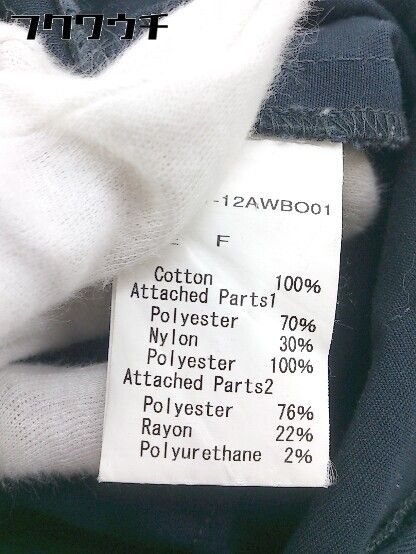 フクウウチ
-12AWBO01
F
Cotton 100%
Attached Parts1
Polyester 70%
Nylon 30%
Polyester 100%
Attached Parts2
Polyester 76%
Rayon 22%
Polyurethane 2%